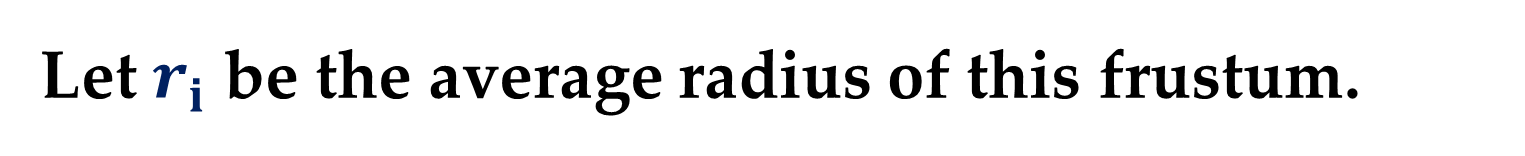 Let r_i be the average radius of this frustum.